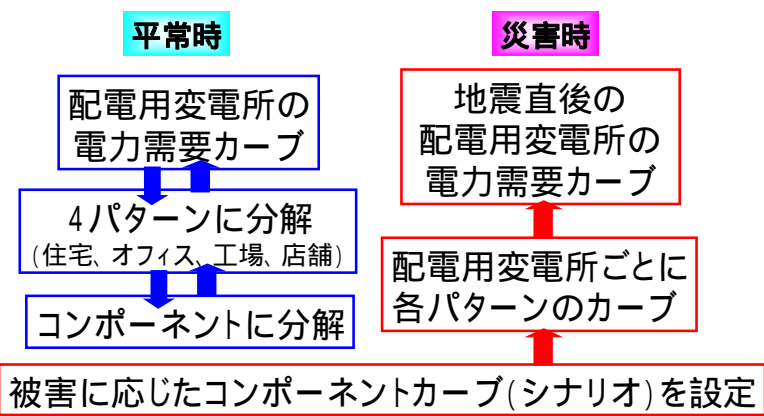 平常時
配電用変電所の
電力需要カーブ
4パターンに分解
(住宅、オフィス、工場、店舗)
コンポーネントに分解
災害時
地震直後の
配電用変電所の
電力需要カーブ
配電用変電所ごとに
各パターンのカーブ
被害に応じたコンポーネントカーブ(シナリオ)を設定